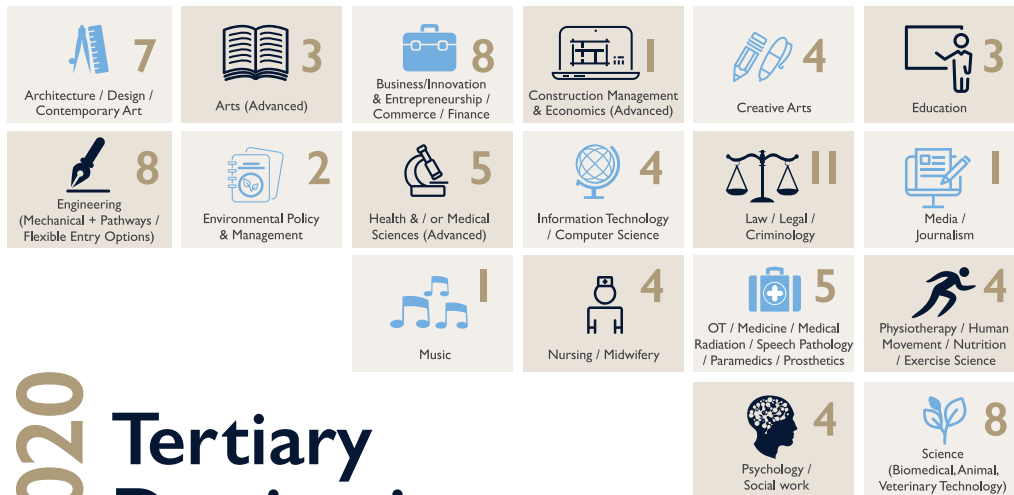 7
Architecture / Design /
Contemporary Art
3
Arts (Advanced)
8
Business/Innovation
& Entrepreneurship /
Commerce / Finance
1
Construction Management
& Economics (Advanced)
4
Creative Arts
3
Education
8
Engineering
(Mechanical + Pathways /
Flexible Entry Options)
2
Environmental Policy
& Management
5
Health & / or Medical
Sciences (Advanced)
4
Information Technology
/ Computer Science
11
Law / Legal /
Criminology
1
Media /
Journalism
1
Music
4
Nursing / Midwifery
5
OT / Medicine / Medical
Radiation / Speech Pathology
/ Paramedics / Prosthetics
4
Physiotherapy / Human
Movement / Nutrition
/ Exercise Science
4
Psychology /
Social work
8
Science
(Biomedical, Animal,
Veterinary Technology)
Tertiary